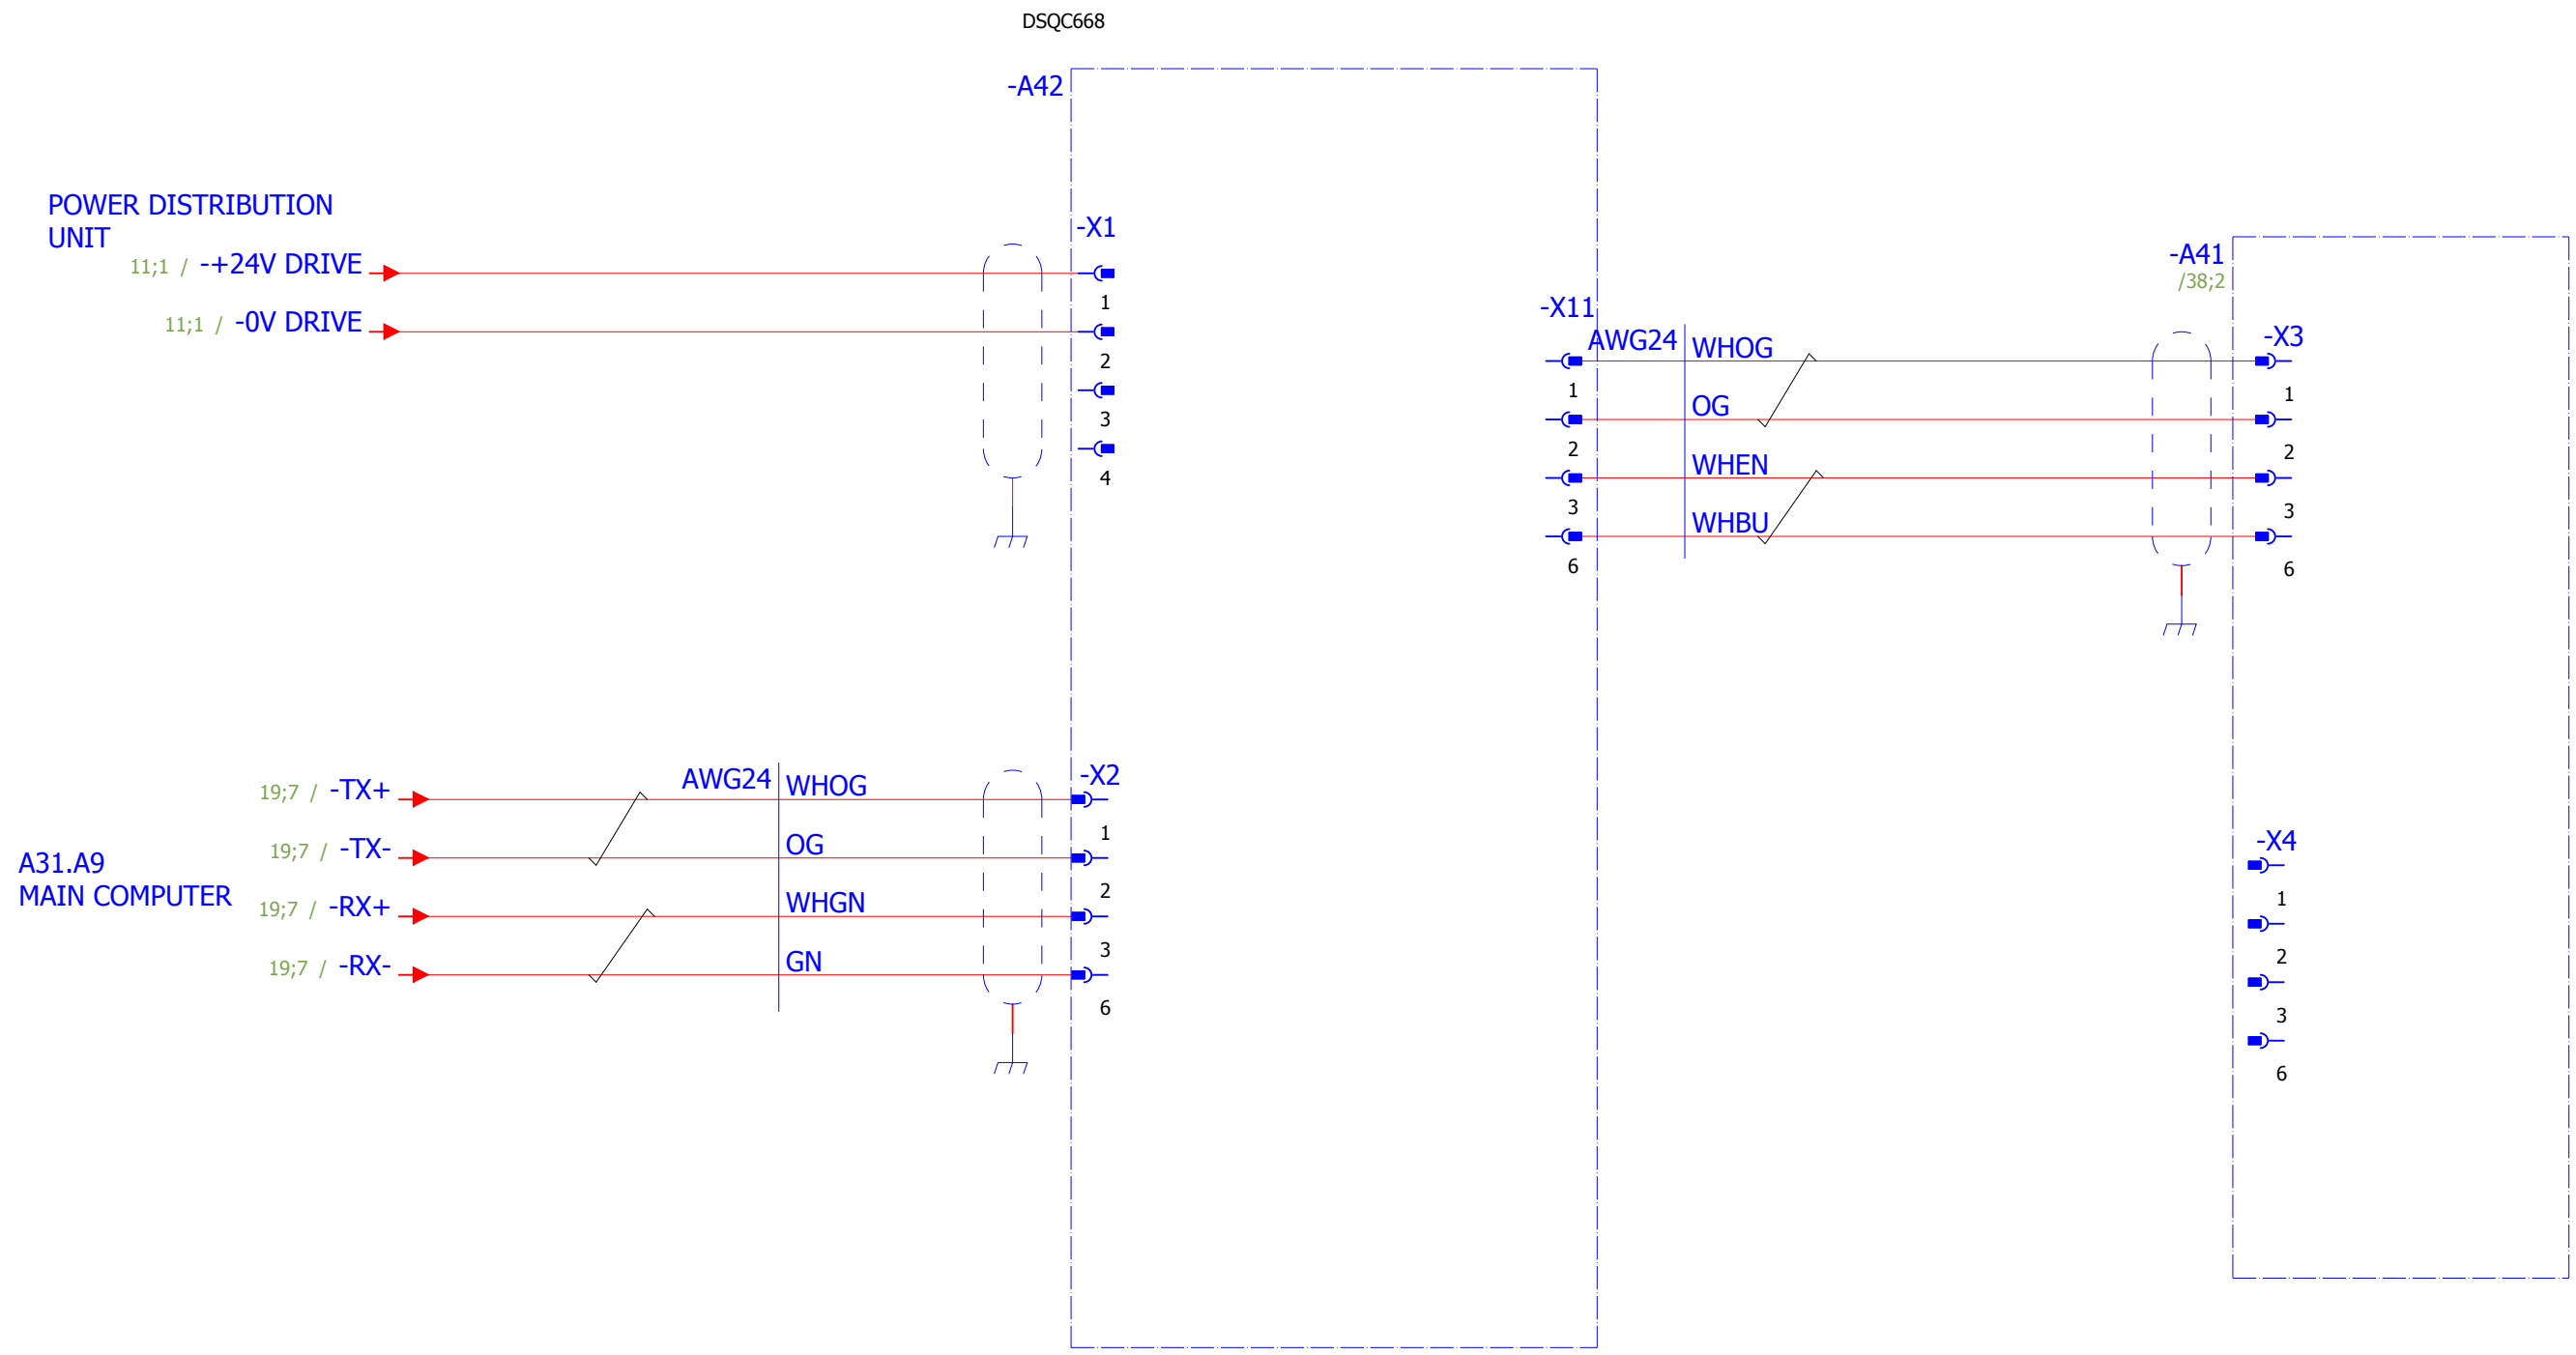 DSQC668
-A42
POWER DISTRIBUTION
UNIT
11;1 / -+24V DRIVE
11;1 / -0V DRIVE
-X1
1
2
3
4
-X11
AWG24
WHOG
OG
WHEN
WHBU
1
2
3
6
-A41
/38;2
-X3
1
2
3
6
A31.A9
MAIN COMPUTER
19;7 / -TX+
19;7 / -TX-
19;7 / -RX+
19;7 / -RX-
AWG24
WHOG
OG
WHGN
GN
-X2
1
2
3
6
-X4
1
2
3
6